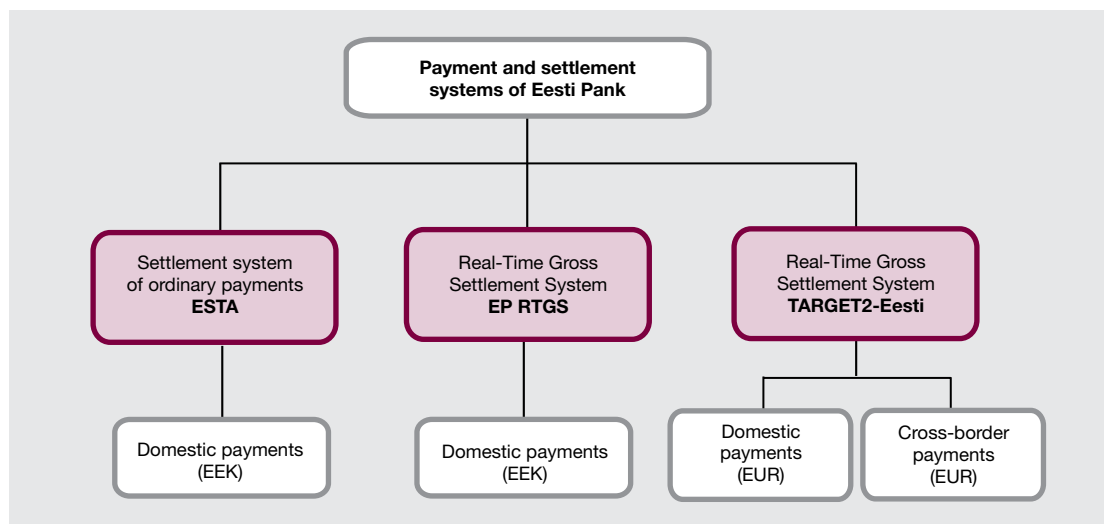 Payment and settlement
systems of Eesti Pank
Settlement system
of ordinary payments
ESTA
Real-Time Gross
Settlement System
EP RTGS
Real-Time Gross
Settlement System
TARGET2-Eesti
Domestic payments
(EEK)
Domestic payments
(EEK)
Domestic
payments
(EUR)
Cross-border
payments
(EUR)